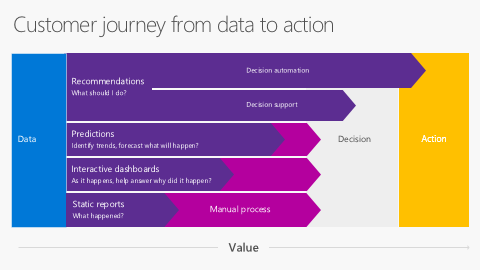 Customer journey from data to action
Decision automation
Recommendations
What should I do?
Decision support
Predictions
Identify trends, forecast what will happen?
Data
Decision
Action
Interactive dashboards
As it happens, help answer why did it happen?
Static reports
What happened?
Manual process
Value